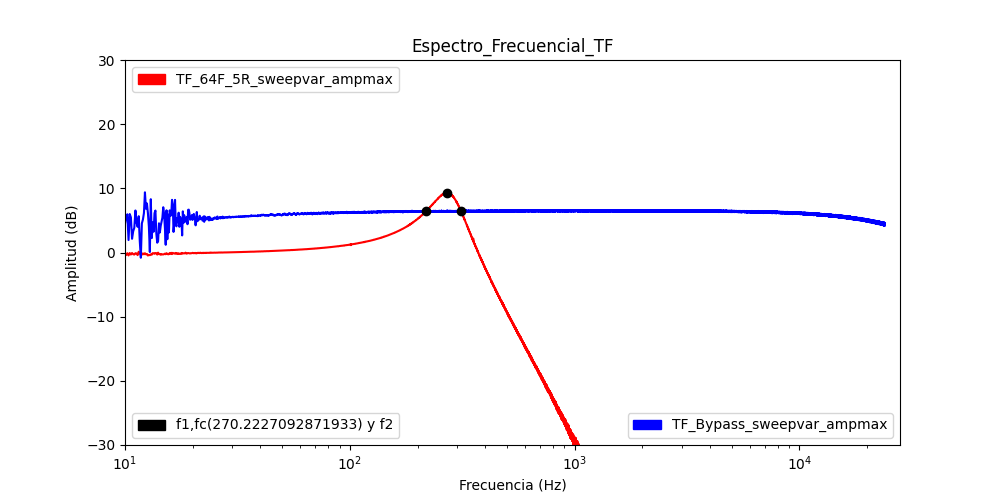 Espectro_Frecuencial_TF
30
TF_64F_5R_sweepvar_ampmax
20
10
0
−10
−20
−30
Amplitud (dB)
f1,fc(270.2227092871933) y f2
TF_Bypass_sweepvar_ampmax
10¹ 10² 10³ 10⁴
Frecuencia (Hz)